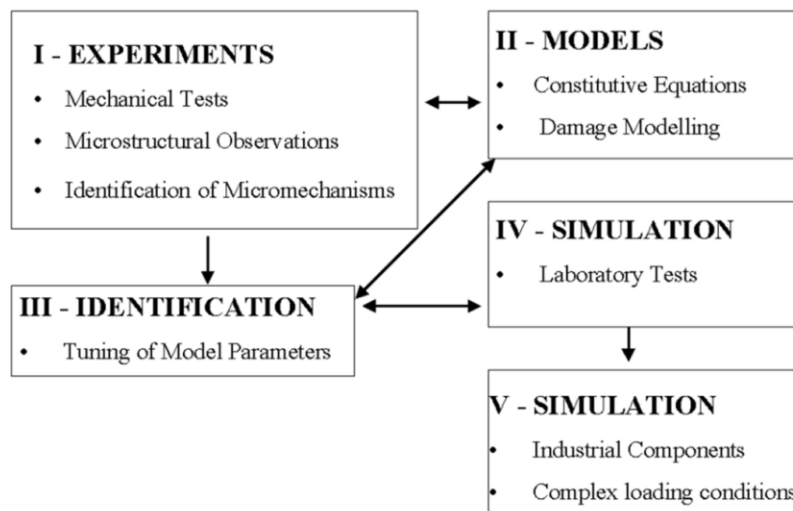 I - EXPERIMENTS
• Mechanical Tests
• Microstructural Observations
• Identification of Micromechanisms
II - MODELS
• Constitutive Equations
• Damage Modelling
III - IDENTIFICATION
• Tuning of Model Parameters
IV - SIMULATION
• Laboratory Tests
V - SIMULATION
• Industrial Components
• Complex loading conditions